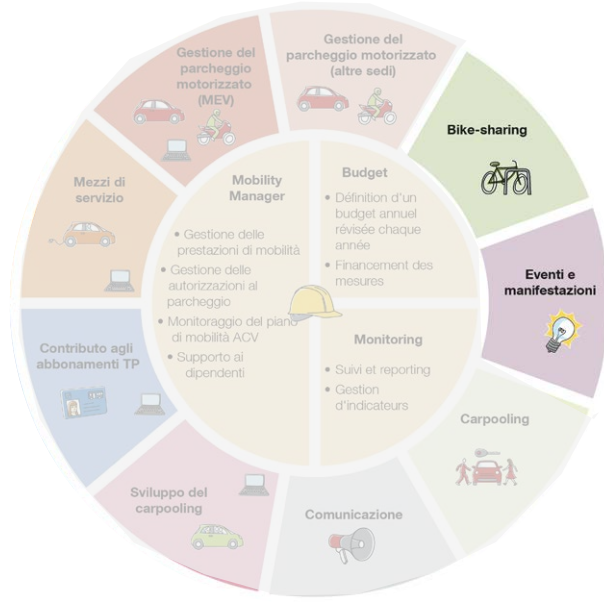 Gestione del
parcheggio
motorizzato
(MEV)
Gestione del
parcheggio motorizzato
(altre sedi)
Bike-sharing
Mezzi di
servizio
Mobility
Manager
• Gestione delle
prestazioni di mobilità
• Gestione delle
autorizzazioni al
parcheggio
• Monitoraggio del piano
di mobilità ACV
• Supporto ai
dipendenti
Budget
• Définition d'un
budget annuel
révisée chaque
année
• Financement des
mesures
Eventi e
manifestazioni
Contributo agli
abbonamenti TP
Monitoring
• Suivi et reporting
• Gestion
d'indicateurs
Carpooling
Sviluppo del
carpooling
Comunicazione